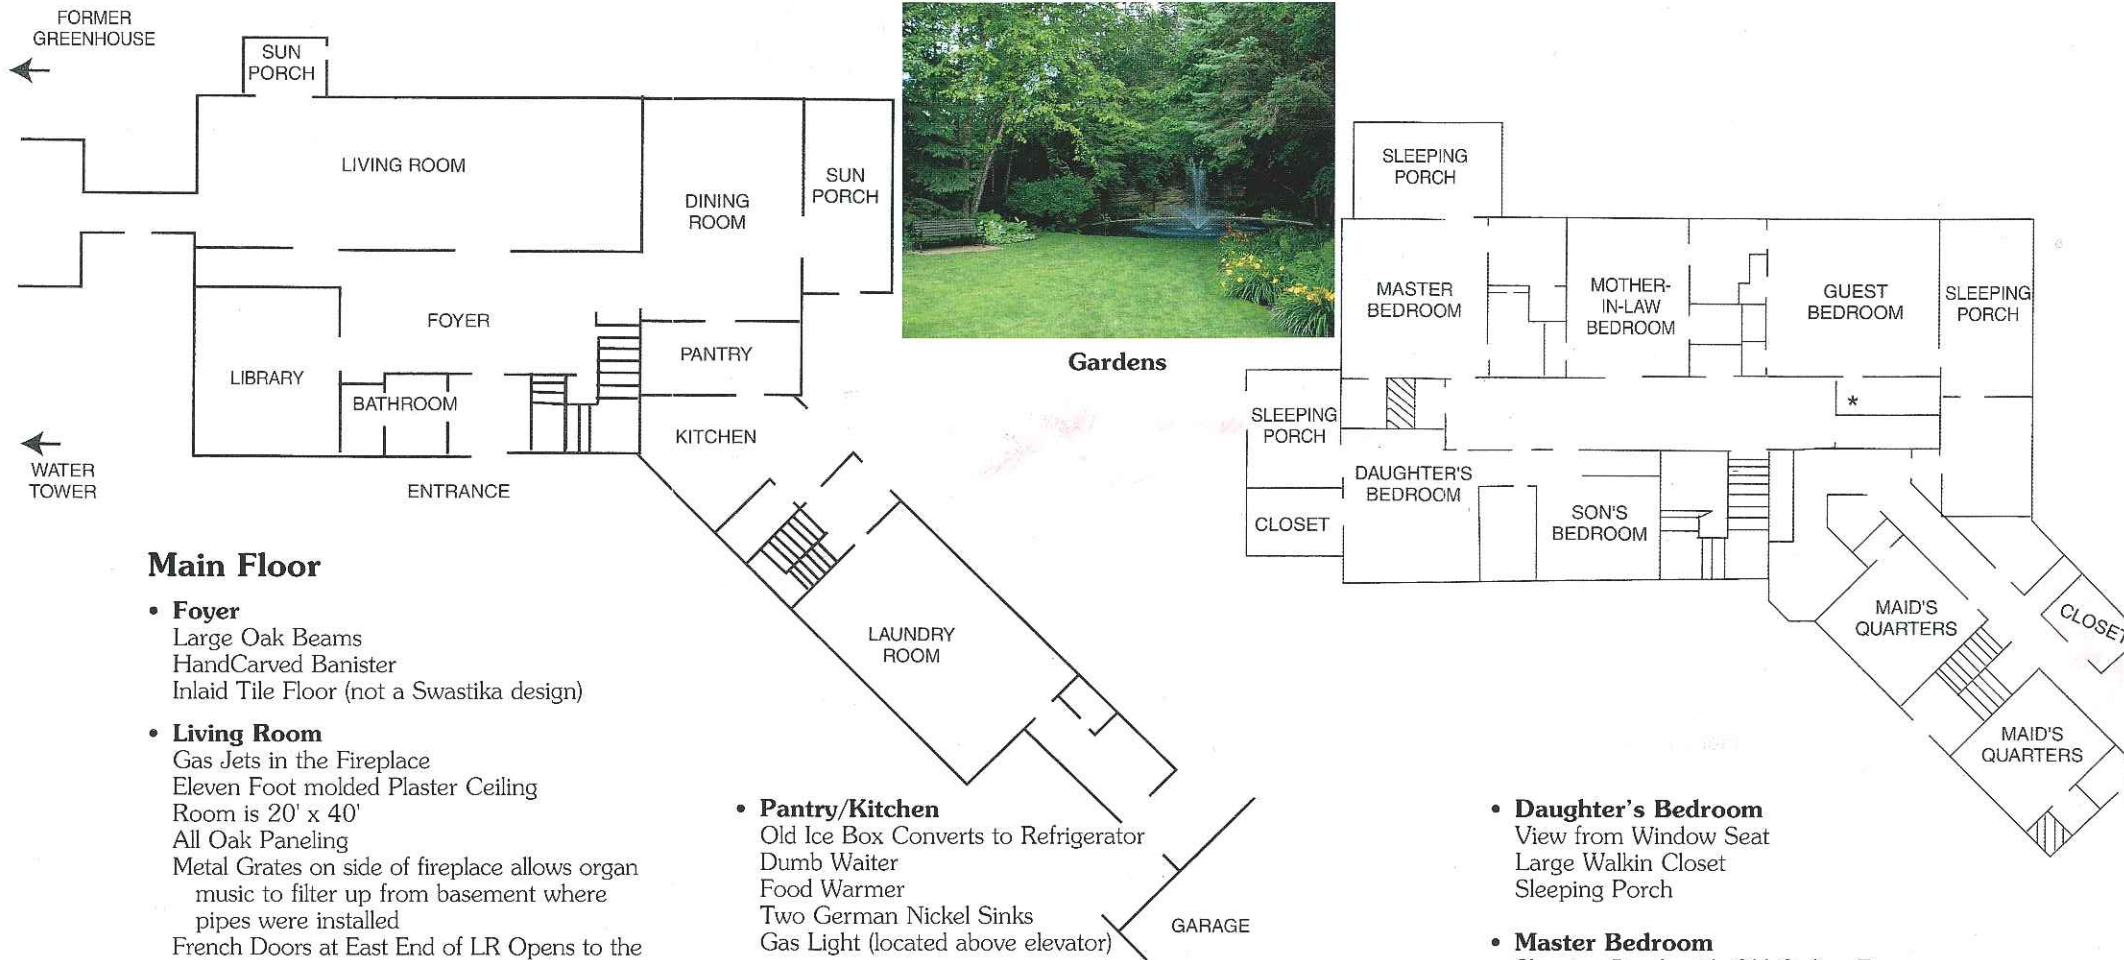 FORMER
GREENHOUSE
SUN
PORCH
LIVING ROOM
DINING
ROOM
SUN
PORCH
FOYER
PANTRY
LIBRARY
BATHROOM
KITCHEN
WATER
TOWER
ENTRANCE
LAUNDRY
ROOM
GARAGE
Gardens
SLEEPING
PORCH
MASTER
BEDROOM
MOTHER-
IN-LAW
BEDROOM
GUEST
BEDROOM
SLEEPING
PORCH
*
SLEEPING
PORCH
DAUGHTER'S
BEDROOM
CLOSET
SON'S
BEDROOM
MAID'S
QUARTERS
CLOSET
MAID'S
QUARTERS
Main Floor
• Foyer
Large Oak Beams
HandCarved Banister
Inlaid Tile Floor (not a Swastika design)
• Living Room
Gas Jets in the Fireplace
Eleven Foot molded Plaster Ceiling
Room is 20' x 40'
All Oak Paneling
Metal Grates on side of fireplace allows organ
music to filter up from basement where
pipes were installed
French Doors at East End of LR Opens to the
• Pantry/Kitchen
Old Ice Box Converts to Refrigerator
Dumb Waiter
Food Warmer
Two German Nickel Sinks
Gas Light (located above elevator)
• Daughter's Bedroom
View from Window Seat
Large Walkin Closet
Sleeping Porch
• Master Bedroom